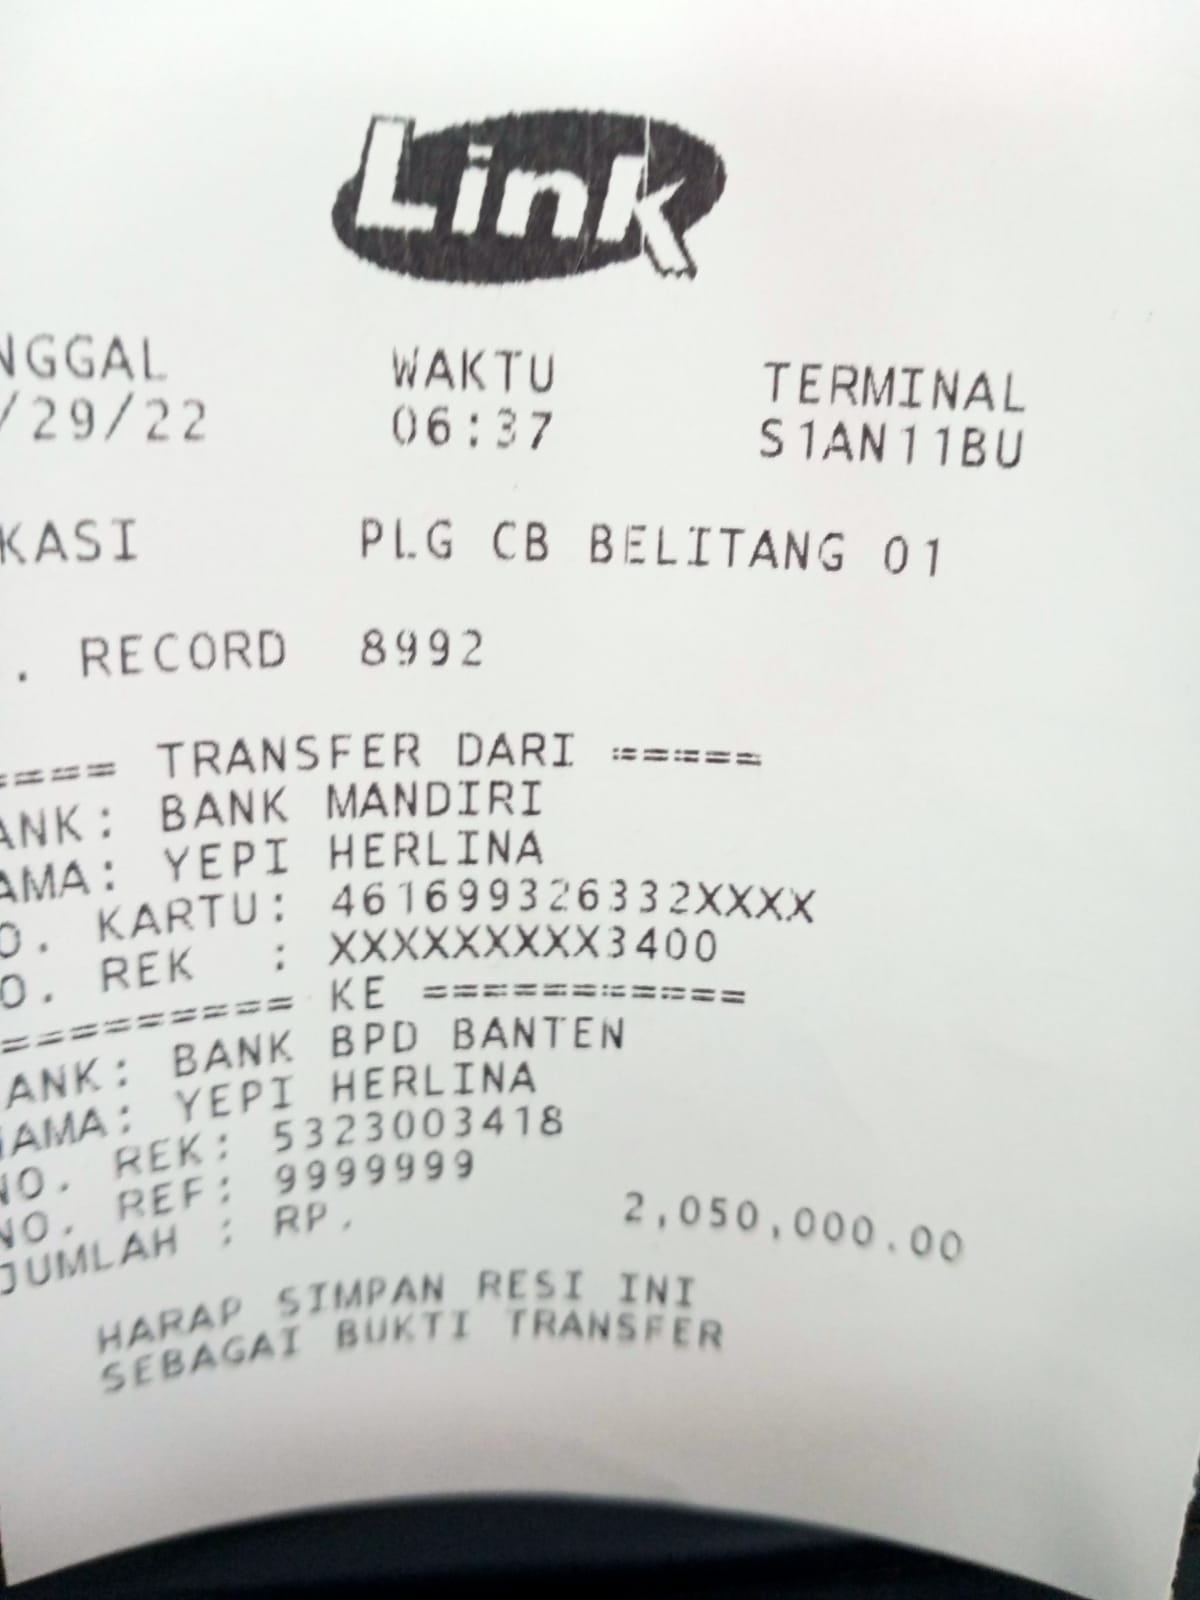 Link
NGGAL WAKTU TERMINAL
/29/22 06:37 S1AN11BU
KASI PLG CB BELITANG 01
. RECORD 8992
==== TRANSFER DARI =====
ANK: BANK MANDIRI
AMA: YEPI HERLINA
O. KARTU: 461699326332XXXX
O. REK : XXXXXXXXX3400
========= KE ===========
ANK: BANK BPD BANTEN
NAMA: YEPI HERLINA
NO. REK: 5323003418
NO. REF: 9999999
JUMLAH : RP. 2,050,000.00
HARAP SIMPAN RESI INI
SEBAGAI BUKTI TRANSFER